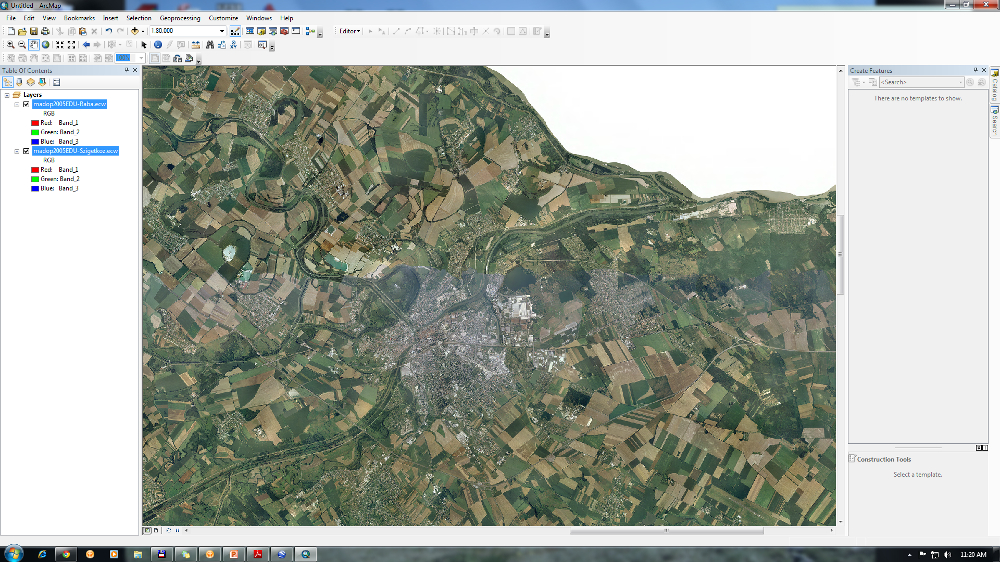 Untitled - ArcMap
File Edit View Bookmarks Insert Selection Geoprocessing Customize Windows Help
1:80,000
Editor
XY
100%
Table Of Contents
Layers
madop2005EDU-Raba.ecw
RGB
Red: Band_1
Green: Band_2
Blue: Band_3
madop2005EDU-Szigetkoz.ecw
RGB
Red: Band_1
Green: Band_2
Blue: Band_3
Create Features
<Search>
There are no templates to show.
Construction Tools
Select a template.
Catalog
Search
11:20 AM